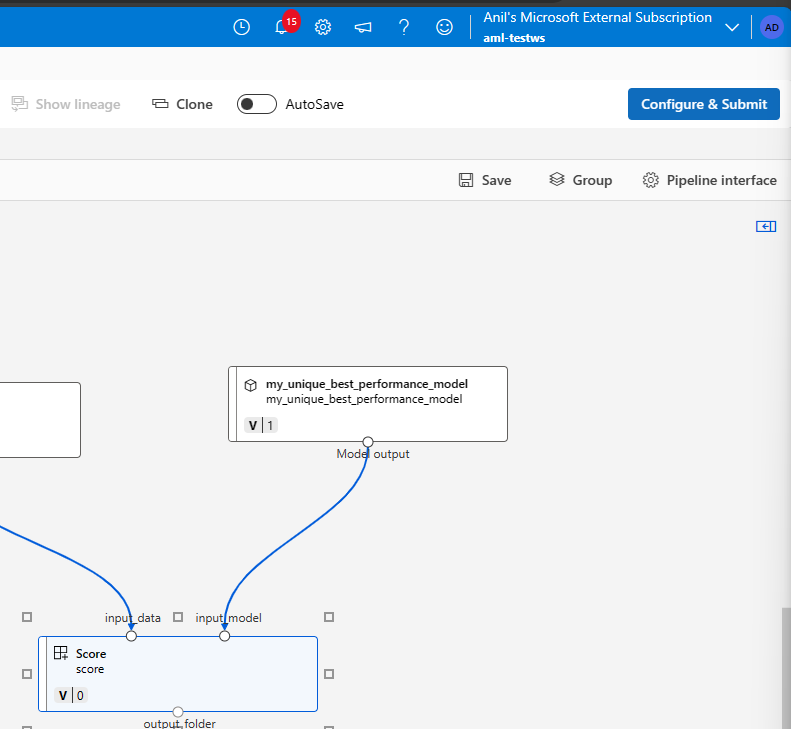 15
Anil's Microsoft External Subscription
aml-testws
AD
Show lineage
Clone
AutoSave
Configure & Submit
Save
Group
Pipeline interface
my_unique_best_performance_model
my_unique_best_performance_model
V 1
Model output
input_data
input_model
Score
score
V 0
output_folder